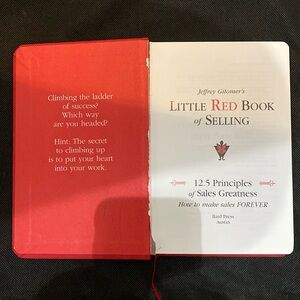 Climbing the ladder
of success?
Which way
are you headed?
Hint: The secret
to climbing up
is to put your heart
into your work.
Jeffrey Gitomer's
LITTLE RED BOOK
of SELLING
12.5 Principles
of Sales Greatness
How to make sales FOREVER
Bard Press
Austin